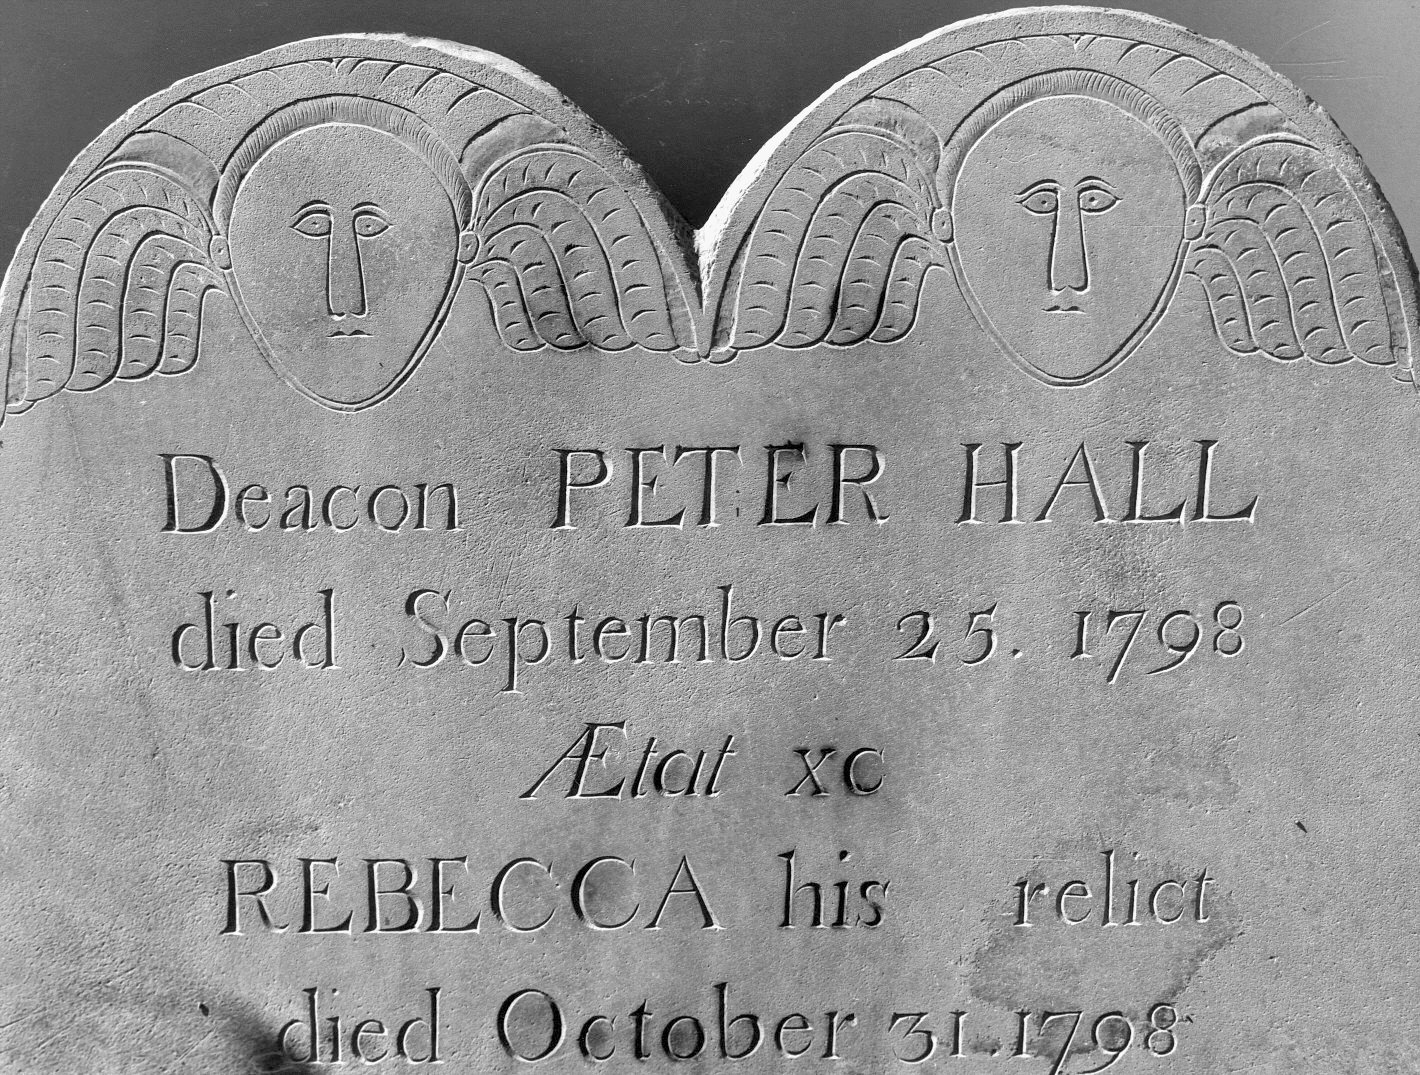 Deacon PETER HALL
died September 25. 1798
Ætat xc
REBECCA his relict
died October 31.1798